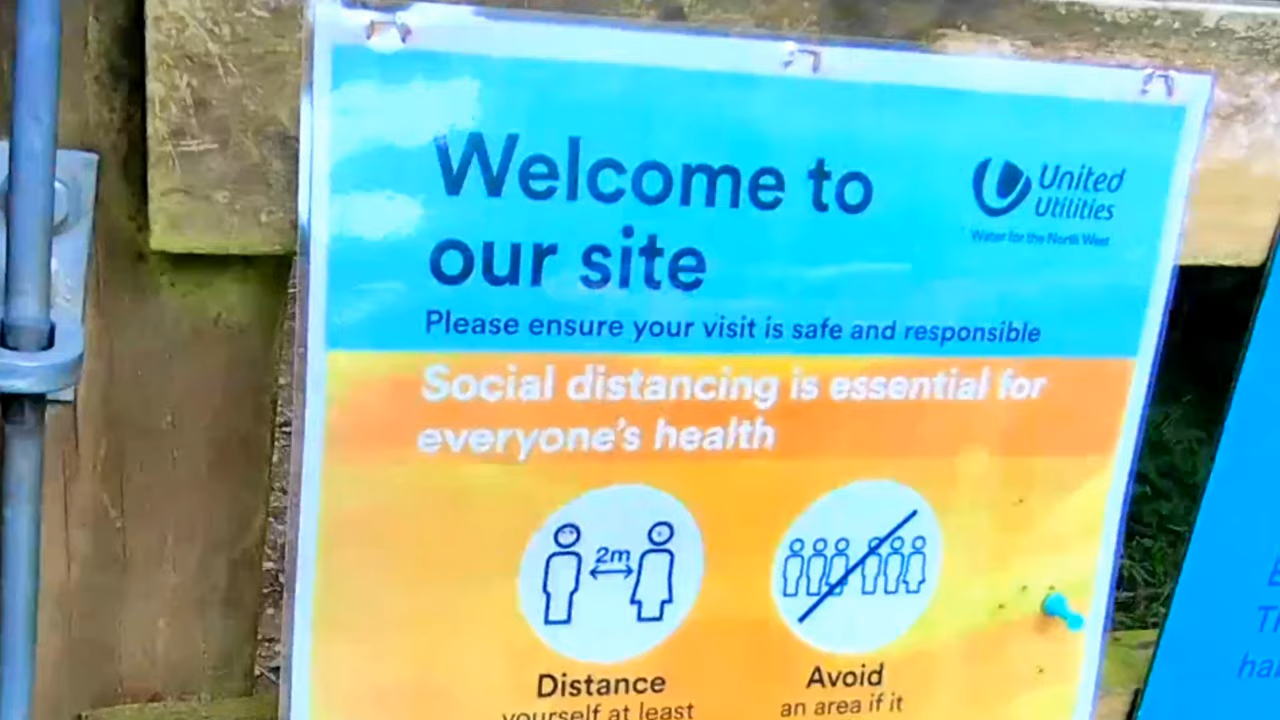 Welcome to
our site
United
Utilities
Water for the North West
Please ensure your visit is safe and responsible
Social distancing is essential for
everyone's health
2m
Distance
yourself at least
Avoid
an area if it